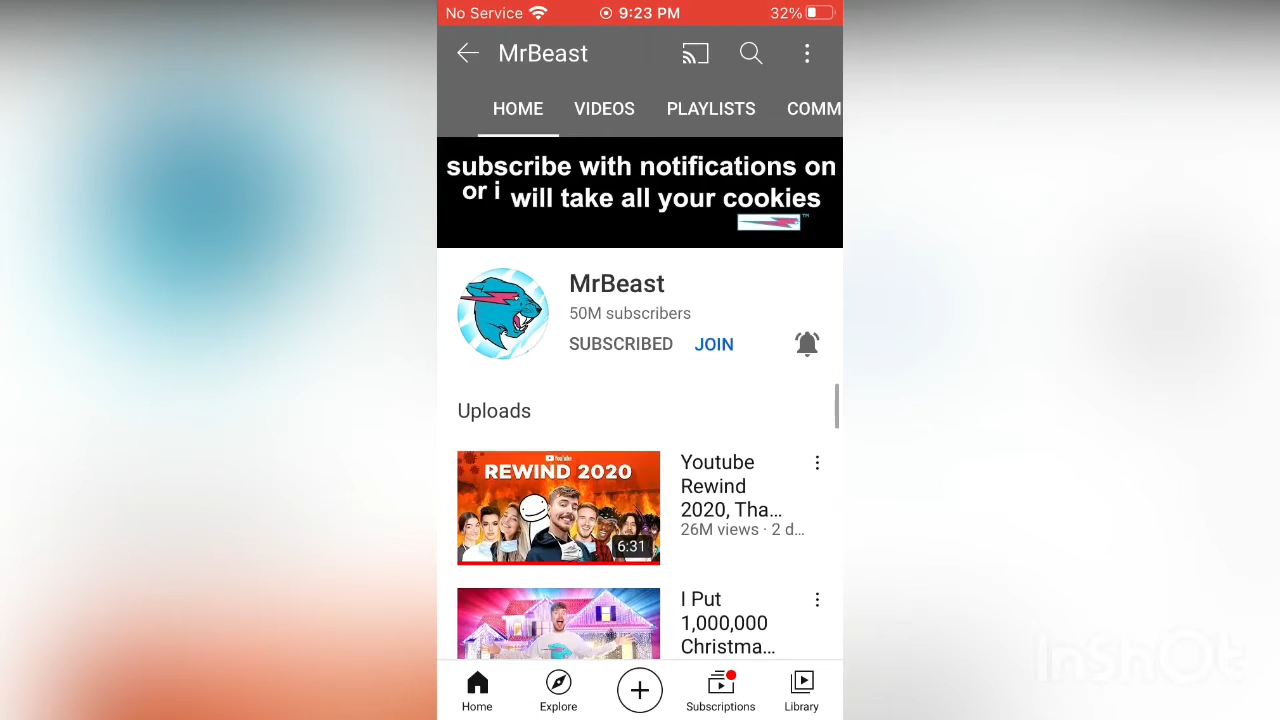 No Service 9:23 PM 32%
MrBeast
HOME VIDEOS PLAYLISTS COMM
subscribe with notifications on
or i will take all your cookies
TM
MrBeast
50M subscribers
SUBSCRIBED JOIN
Uploads
YouTube
REWIND 2020
6:31
Youtube
Rewind
2020, Tha...
26M views · 2 d...
I Put
1,000,000
Christma...
Home Explore Subscriptions Library
InShOt